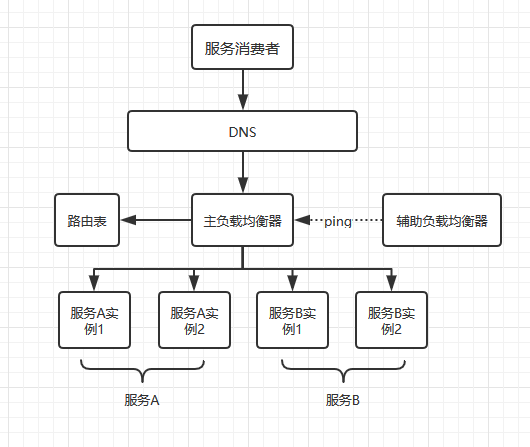 服务消费者
DNS
路由表
主负载均衡器
ping
辅助负载均衡器
服务A实
例1
服务A实
例2
服务B实
例1
服务B实
例2
服务A
服务B